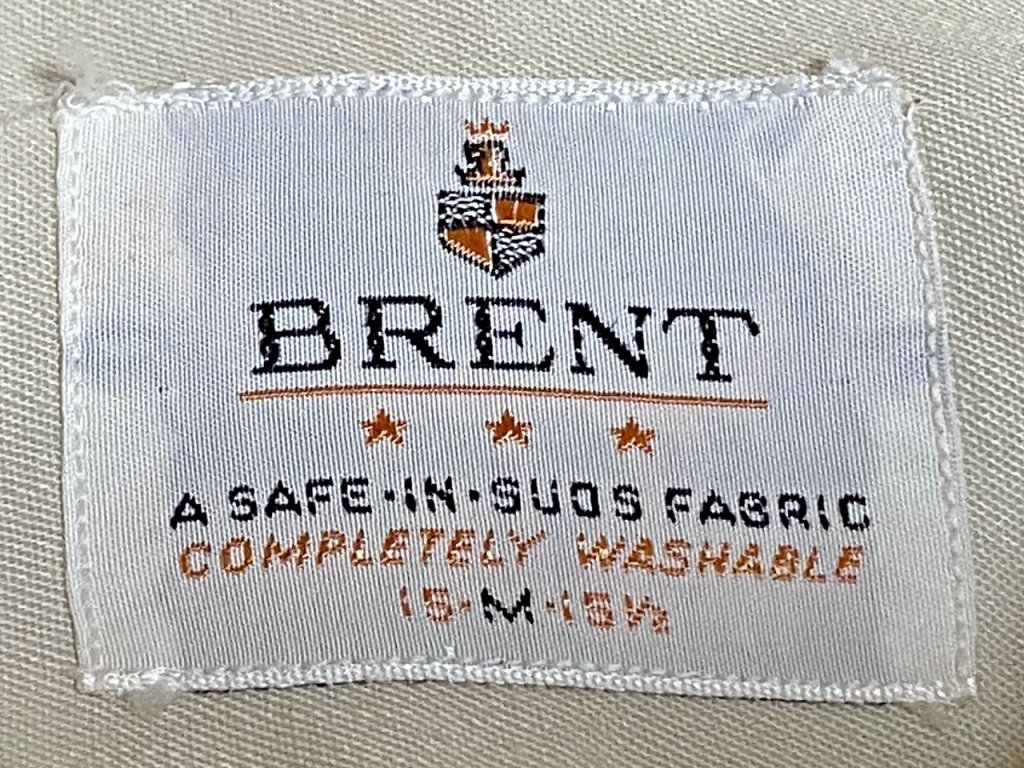 BRENT
A SAFE·IN·SUDS FABRIC
COMPLETELY WASHABLE
15·M·15½